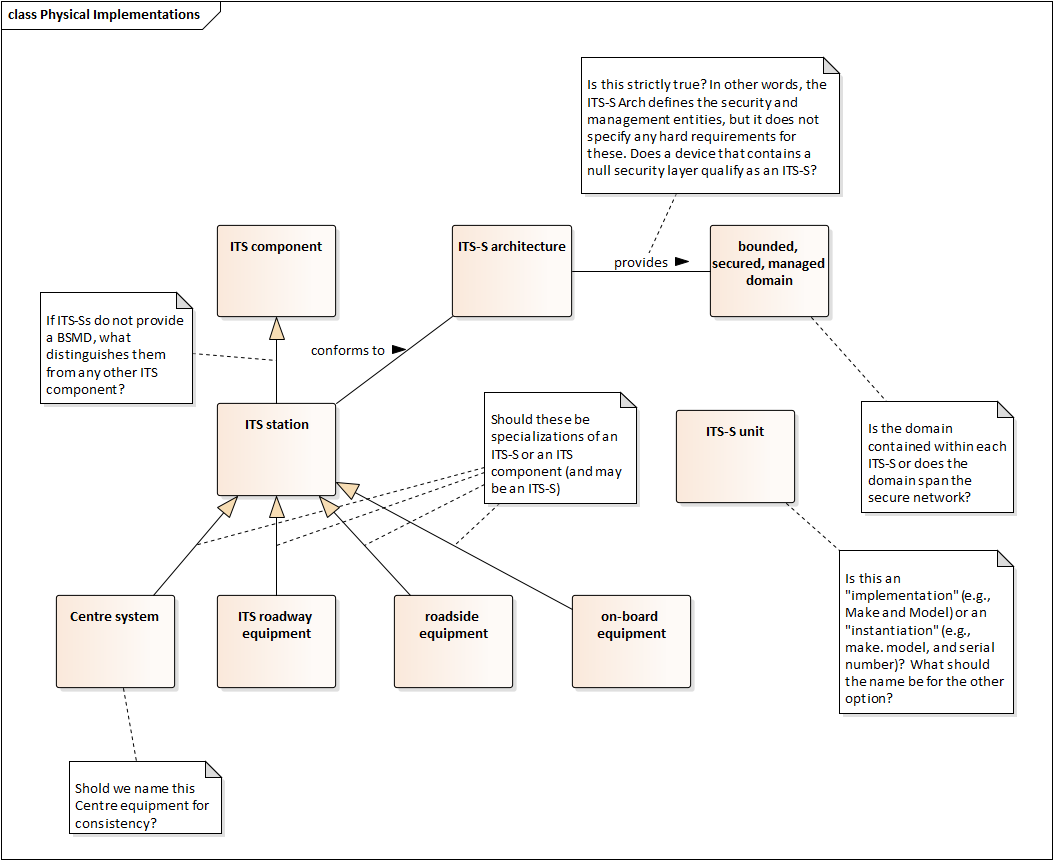 class Physical Implementations
Is this strictly true? In other words, the
ITS-S Arch defines the security and
management entities, but it does not
specify any hard requirements for
these. Does a device that contains a
null security layer qualify as an ITS-S?
ITS component
ITS-S architecture
provides
bounded,
secured, managed
domain
If ITS-Ss do not provide
a BSMD, what
distinguishes them
from any other ITS
component?
conforms to
ITS station
Should these be
specializations of an
ITS-S or an ITS
component (and may
be an ITS-S)
ITS-S unit
Is the domain
contained within each
ITS-S or does the
domain span the
secure network?
Is this an
"implementation" (e.g.,
Make and Model) or an
"instantiation" (e.g.,
make. model, and serial
number)? What should
the name be for the other
option?
Centre system
ITS roadway
equipment
roadside
equipment
on-board
equipment
Shold we name this
Centre equipment for
consistency?